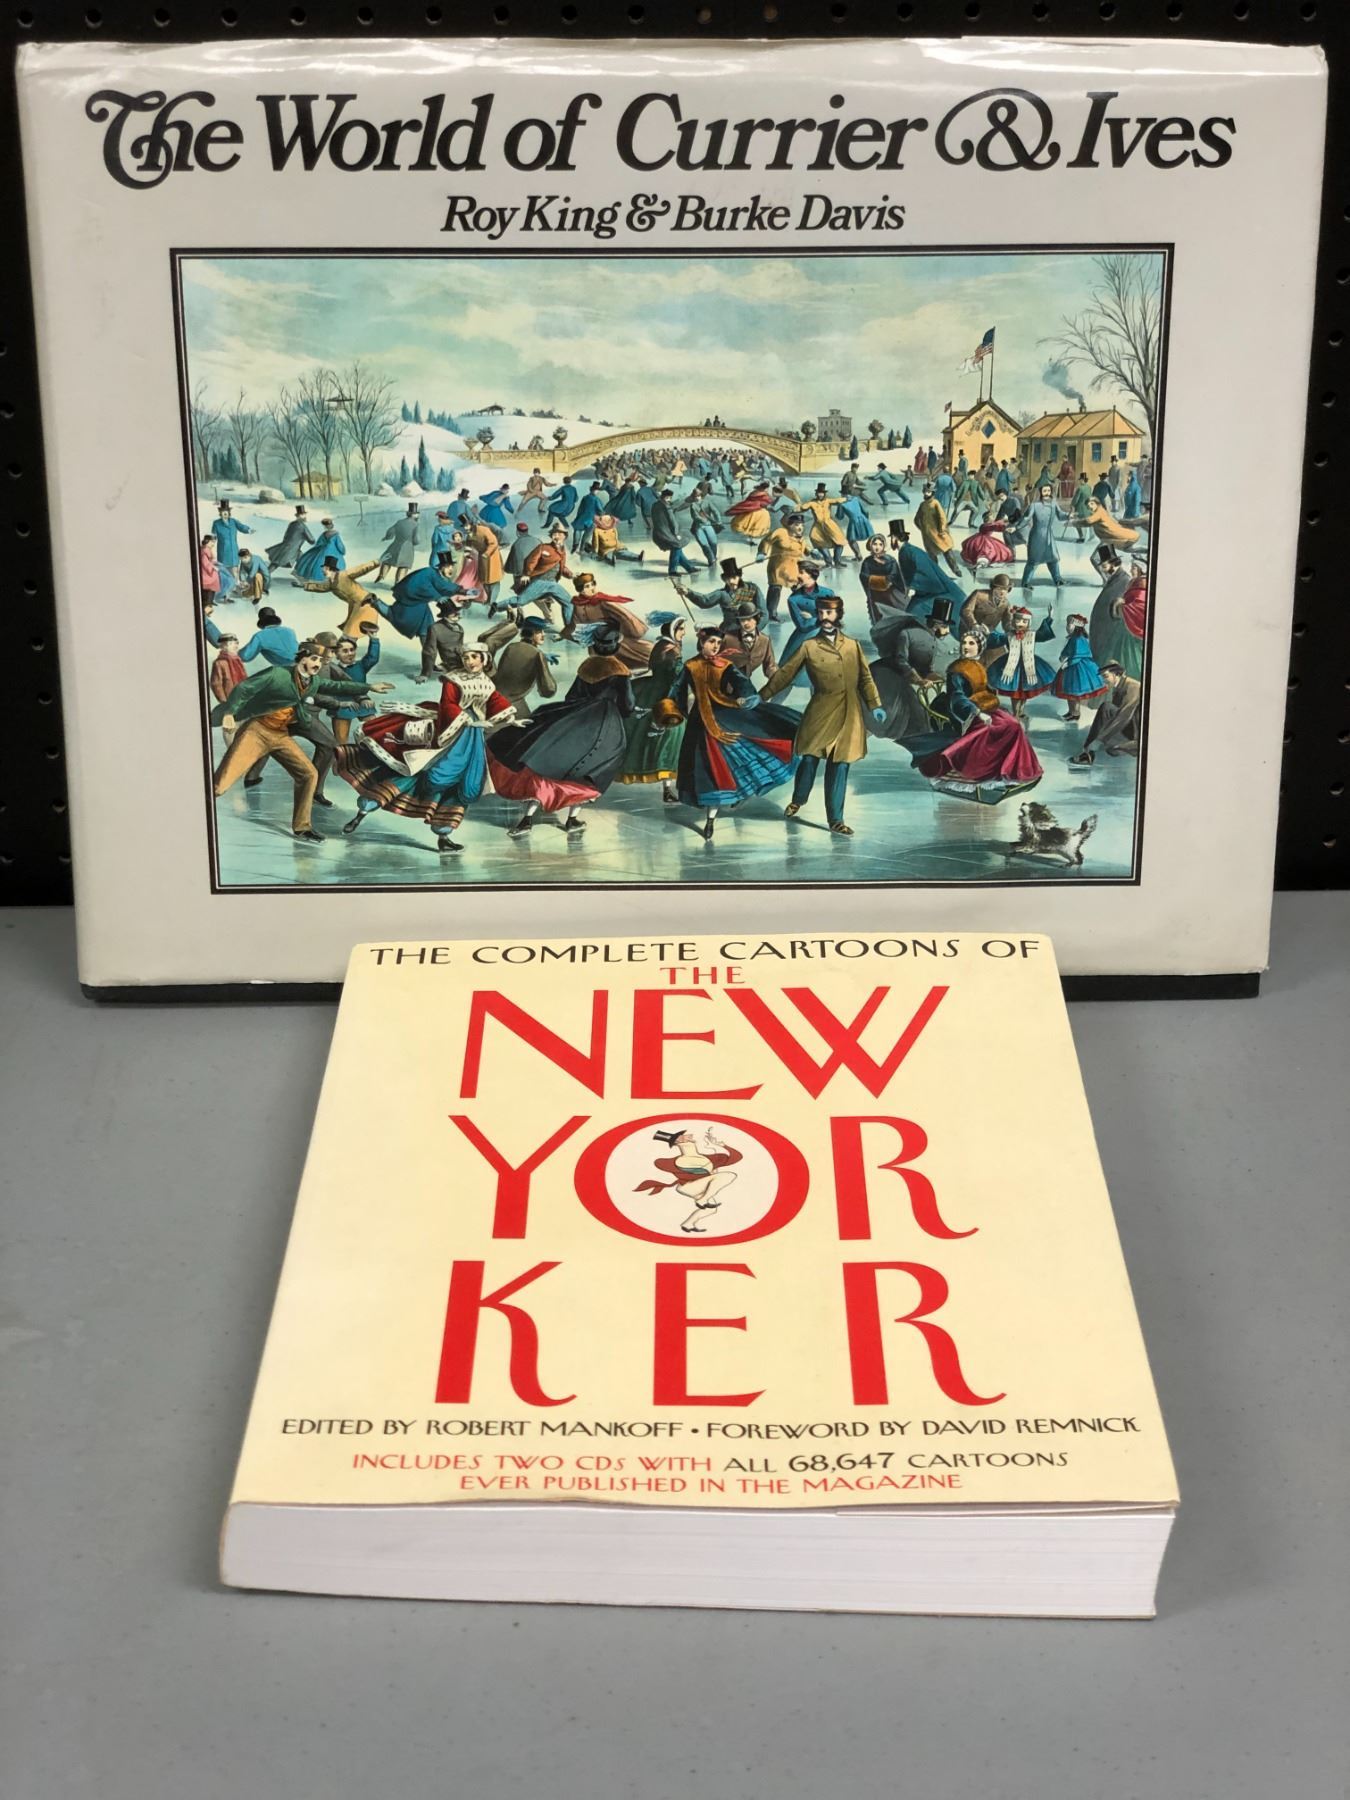 The World of Currier & Ives
Roy King & Burke Davis
THE COMPLETE CARTOONS OF
THE
NEW
YOR
KER
EDITED BY ROBERT MANKOFF • FOREWORD BY DAVID REMNICK
INCLUDES TWO CDs WITH ALL 68,647 CARTOONS
EVER PUBLISHED IN THE MAGAZINE